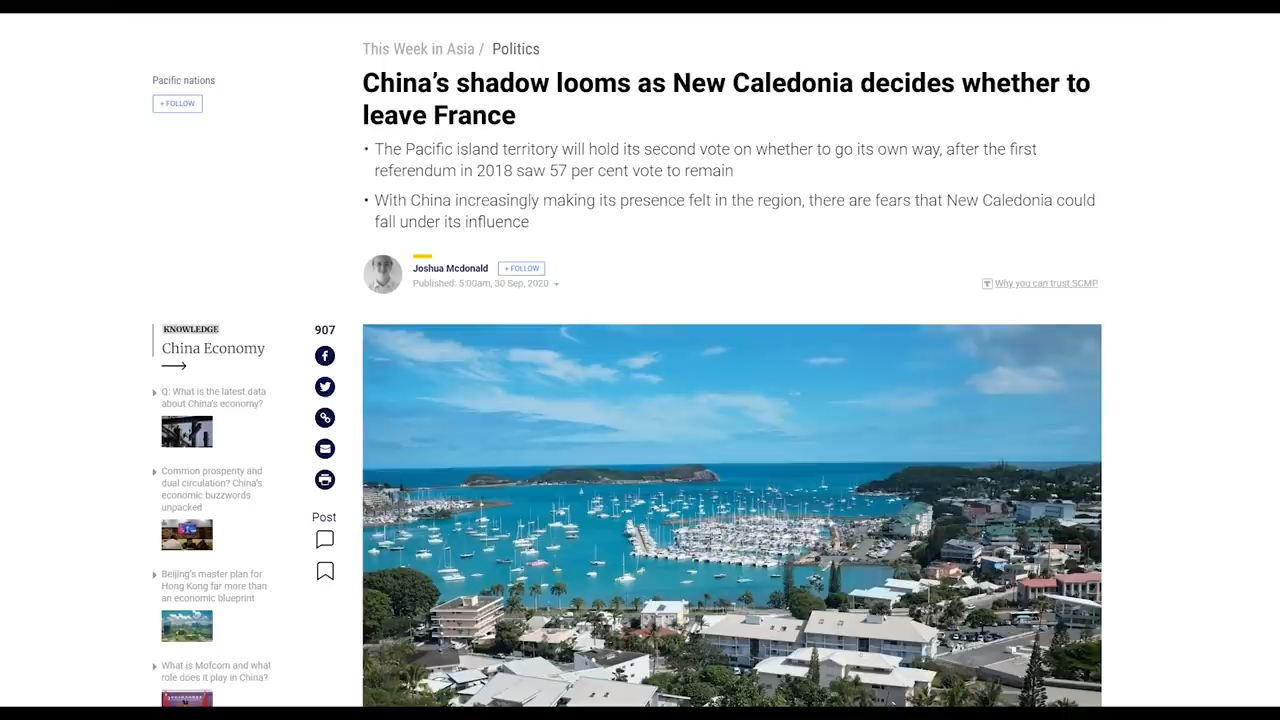 This Week in Asia / Politics
Pacific nations
+ FOLLOW
China's shadow looms as New Caledonia decides whether to
leave France
• The Pacific island territory will hold its second vote on whether to go its own way, after the first
referendum in 2018 saw 57 per cent vote to remain
• With China increasingly making its presence felt in the region, there are fears that New Caledonia could
fall under its influence
Joshua Mcdonald + FOLLOW
Published: 5:00am, 30 Sep, 2020
Why you can trust SCMP
KNOWLEDGE
China Economy
Q: What is the latest data
about China's economy?
Common prosperity and
dual circulation? China's
economic buzzwords
unpacked
Beijing's master plan for
Hong Kong far more than
an economic blueprint
What is Mofcom and what
role does it play in China?
907
Post